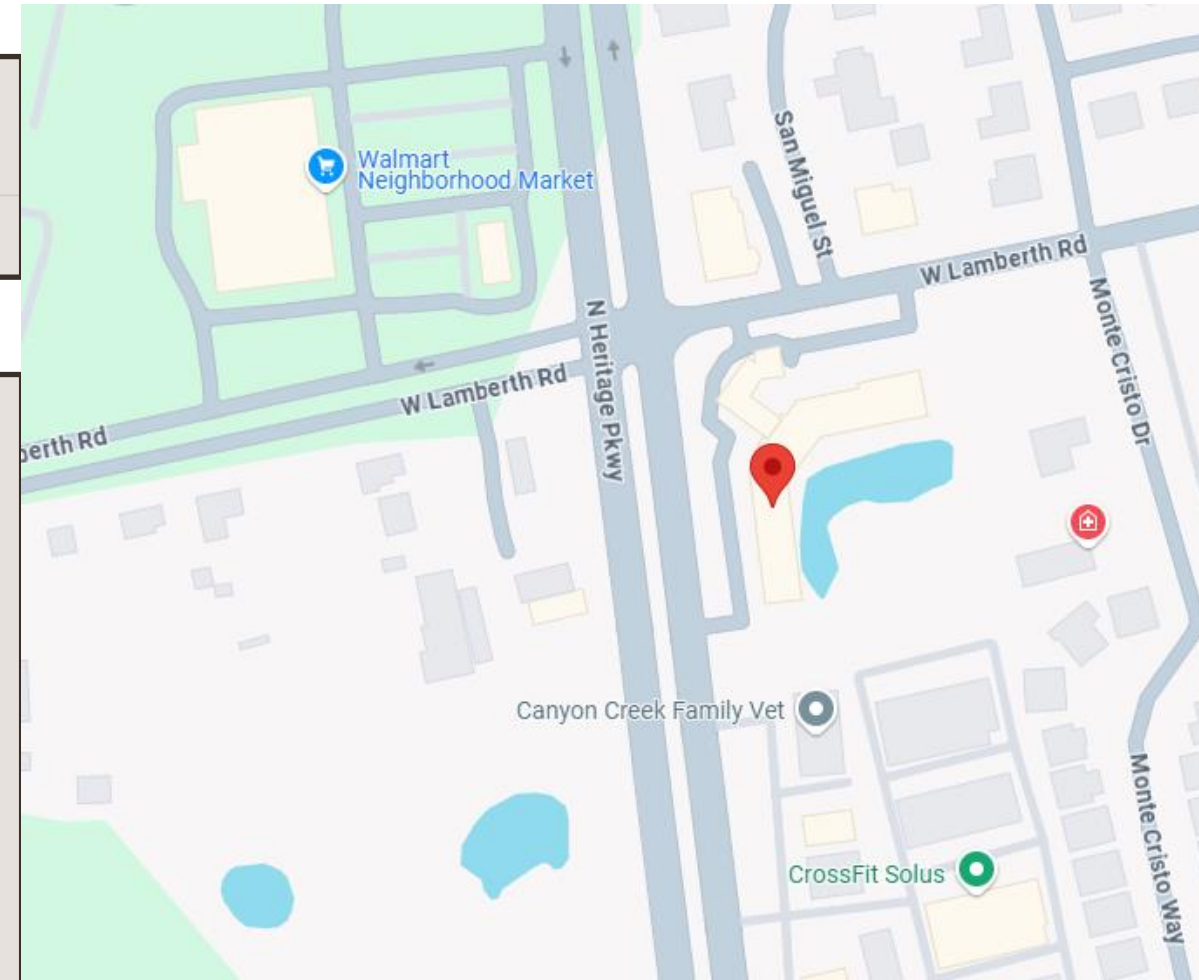 Walmart
Neighborhood Market
San Miguel St
W Lamberth Rd
N Heritage Pkwy
Monte Cristo Dr
W Lamberth Rd
berth Rd
Canyon Creek Family Vet
Monte Cristo Way
CrossFit Solus